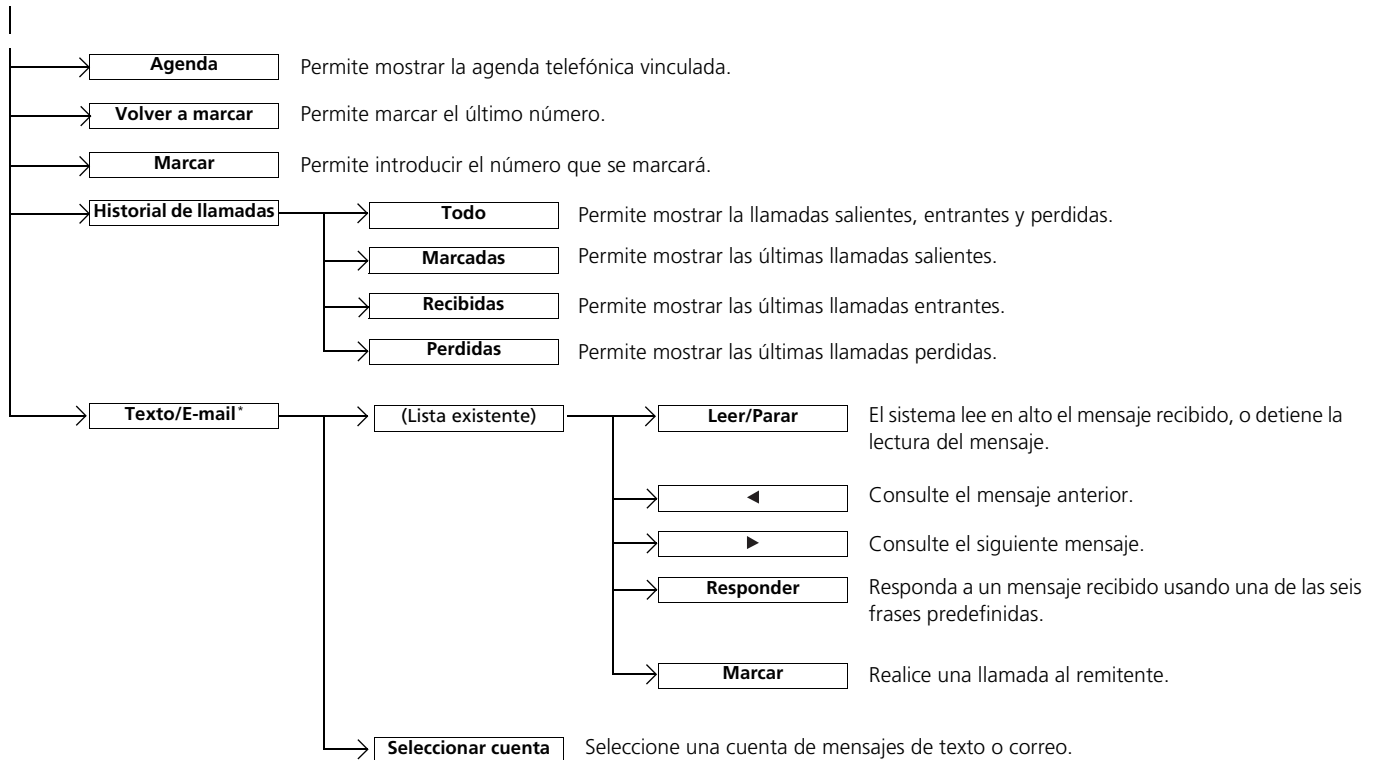 Agenda Permite mostrar la agenda telefónica vinculada.
Volver a marcar Permite marcar el último número.
Marcar Permite introducir el número que se marcará.
Historial de llamadas Todo Permite mostrar la llamadas salientes, entrantes y perdidas.
Marcadas Permite mostrar las últimas llamadas salientes.
Recibidas Permite mostrar las últimas llamadas entrantes.
Perdidas Permite mostrar las últimas llamadas perdidas.
Texto/E-mail* (Lista existente) Leer/Parar El sistema lee en alto el mensaje recibido, o detiene la
lectura del mensaje.
◄ Consulte el mensaje anterior.
► Consulte el siguiente mensaje.
Responder Responda a un mensaje recibido usando una de las seis
frases predefinidas.
Marcar Realice una llamada al remitente.
Seleccionar cuenta Seleccione una cuenta de mensajes de texto o correo.